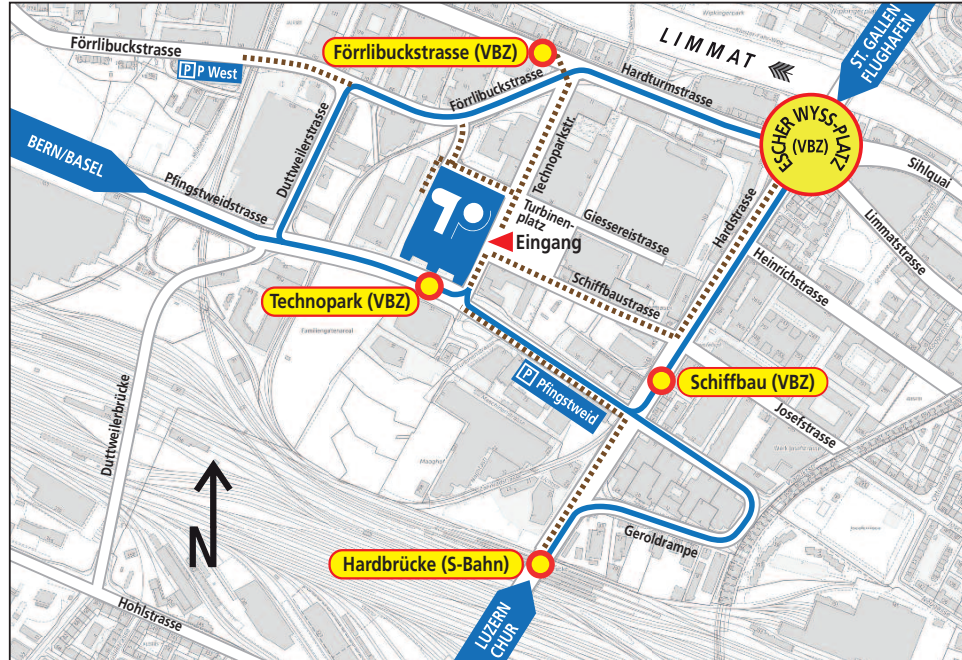 Förrlibuckstrasse
P P West
Förrlibuckstrasse (VBZ)
LIMMAT
ST. GALLEN
FLUGHAFEN
Hardturmstrasse
Förrlibuckstrasse
ESCHER WYSS-PLATZ
(VBZ)
Sihlquai
BERN/BASEL
Duttweilerstrasse
Technoparkstr.
Pfingstweidstrasse
Limmatstrasse
Hardstrasse
Turbinen-
platz
Giessereistrasse
Eingang
Heinrichstrasse
Schiffbaustrasse
Technopark (VBZ)
Schiffbau (VBZ)
P Pfingstweid
Josefstrasse
Duttweilerbrücke
N
Geroldrampe
Hardbrücke (S-Bahn)
Hohlstrasse
LUZERN
CHUR